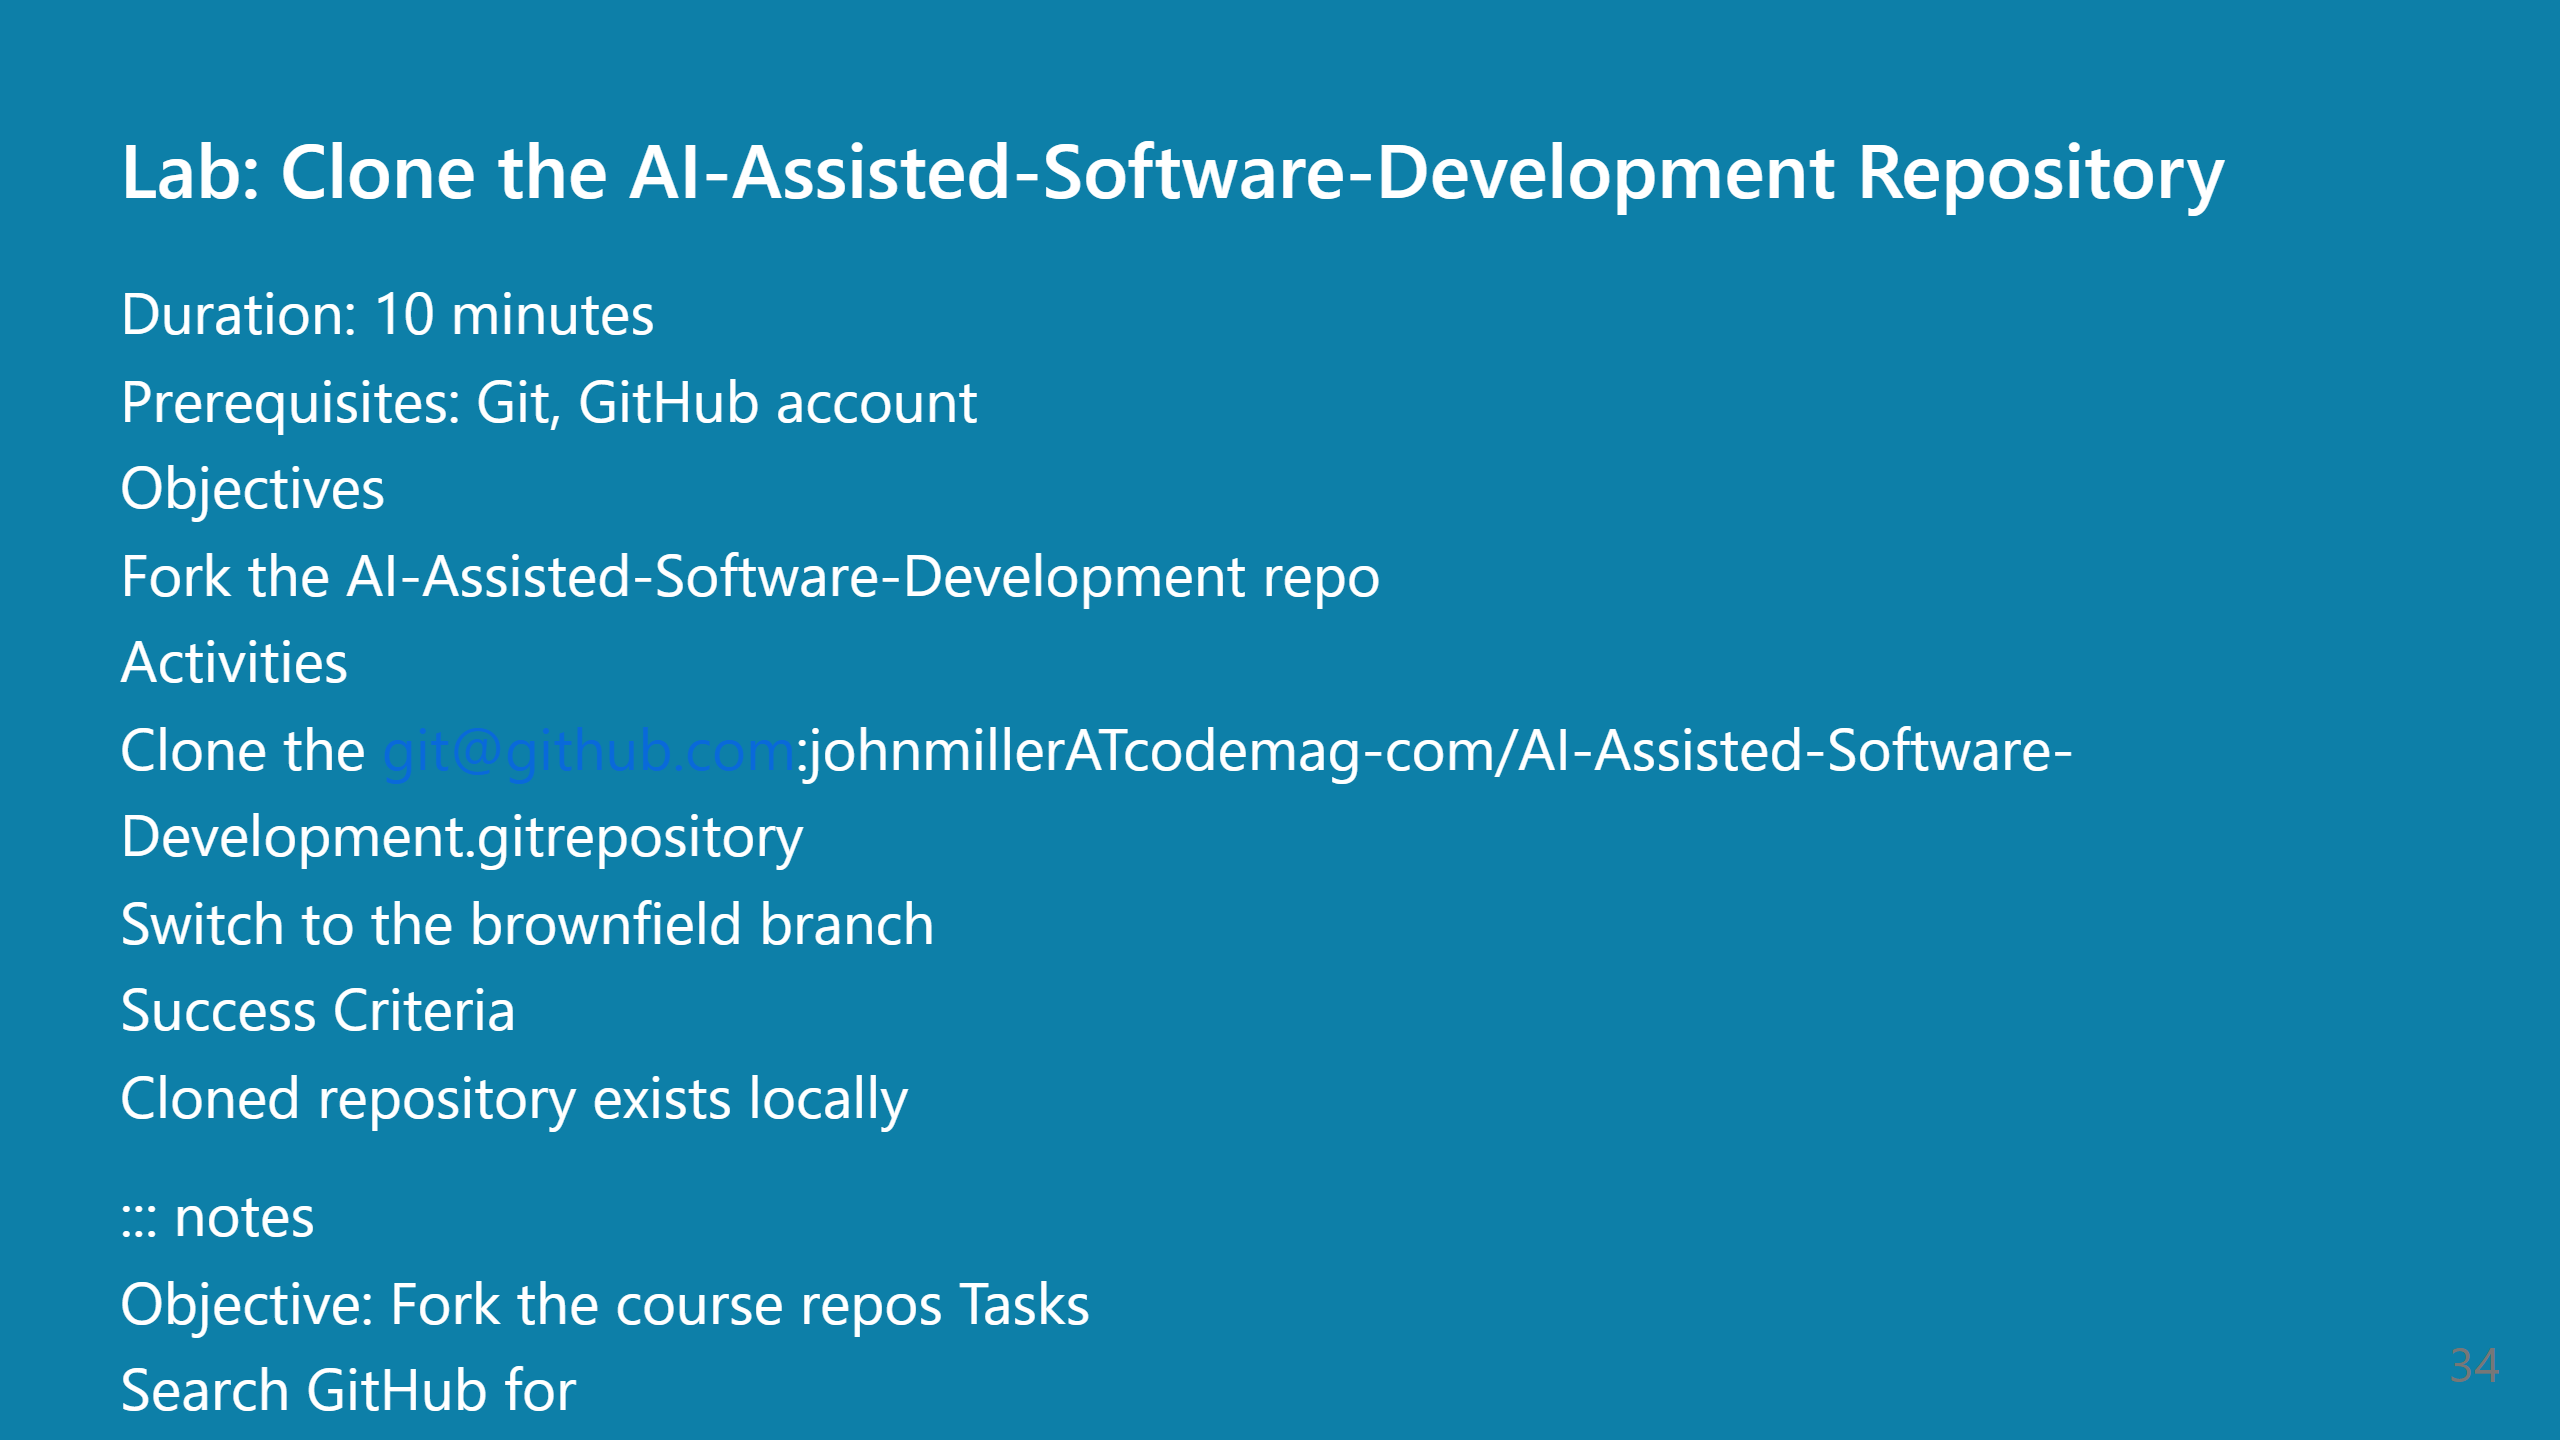 Lab: Clone the AI-Assisted-Software-Development Repository
Duration: 10 minutes
Prerequisites: Git, GitHub account
Objectives
Fork the AI-Assisted-Software-Development repo
Activities
Clone the git@github.com:johnmillerATcodemag-com/AI-Assisted-Software-
Development.gitrepository
Switch to the brownfield branch
Success Criteria
Cloned repository exists locally
::: notes
Objective: Fork the course repos Tasks
Search GitHub for
34